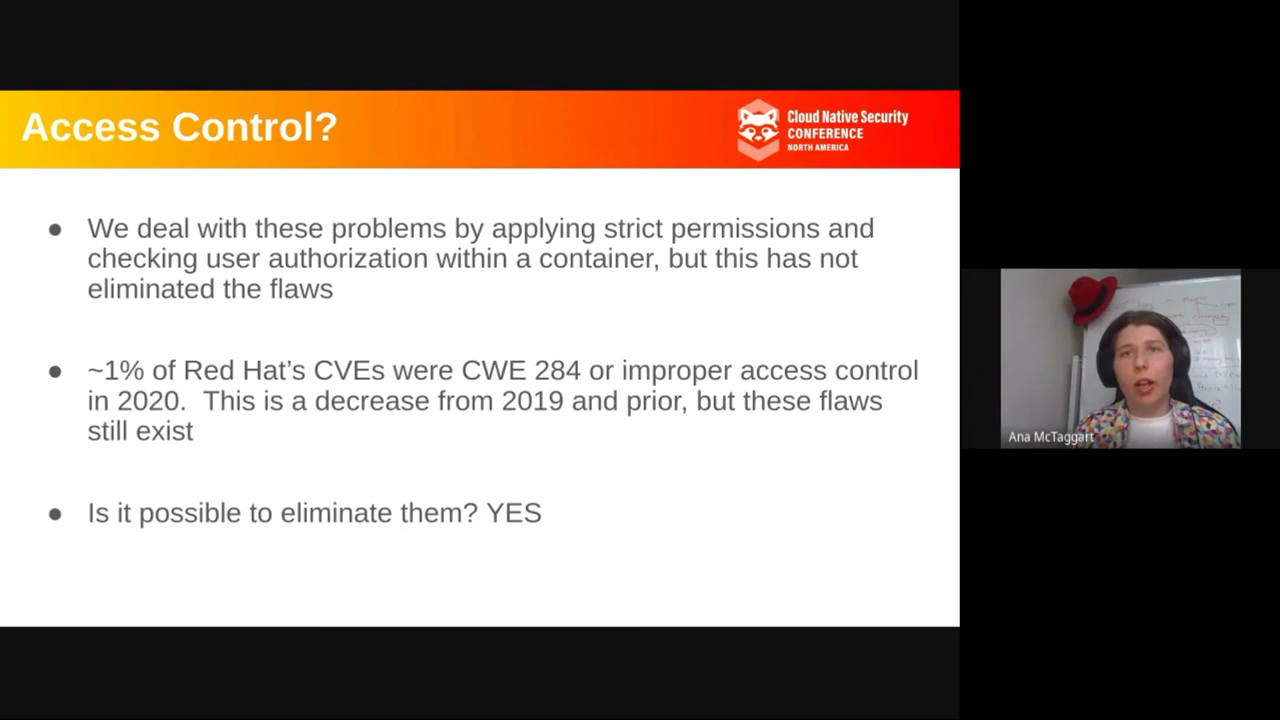 Access Control?
Cloud Native Security
CONFERENCE
NORTH AMERICA
● We deal with these problems by applying strict permissions and
checking user authorization within a container, but this has not
eliminated the flaws
● ~1% of Red Hat’s CVEs were CWE 284 or improper access control
in 2020.  This is a decrease from 2019 and prior, but these flaws
still exist
● Is it possible to eliminate them? YES
Ana McTaggart